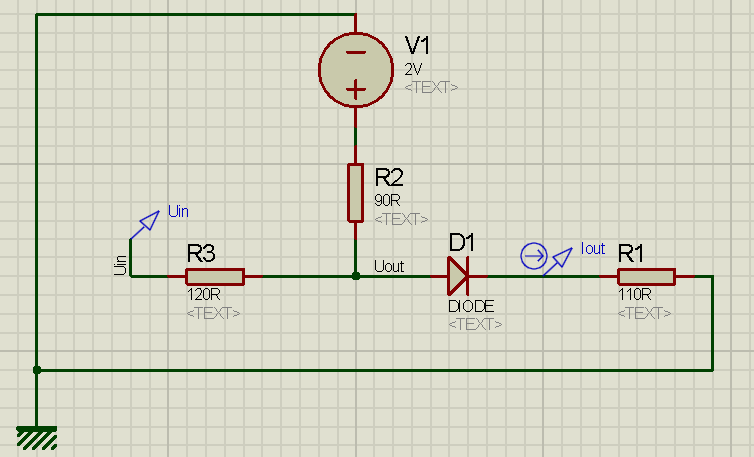 V1
2V
<TEXT>
R2
90R
<TEXT>
Uin
Uin
R3
120R
<TEXT>
Uout
D1
DIODE
<TEXT>
Iout
R1
110R
<TEXT>